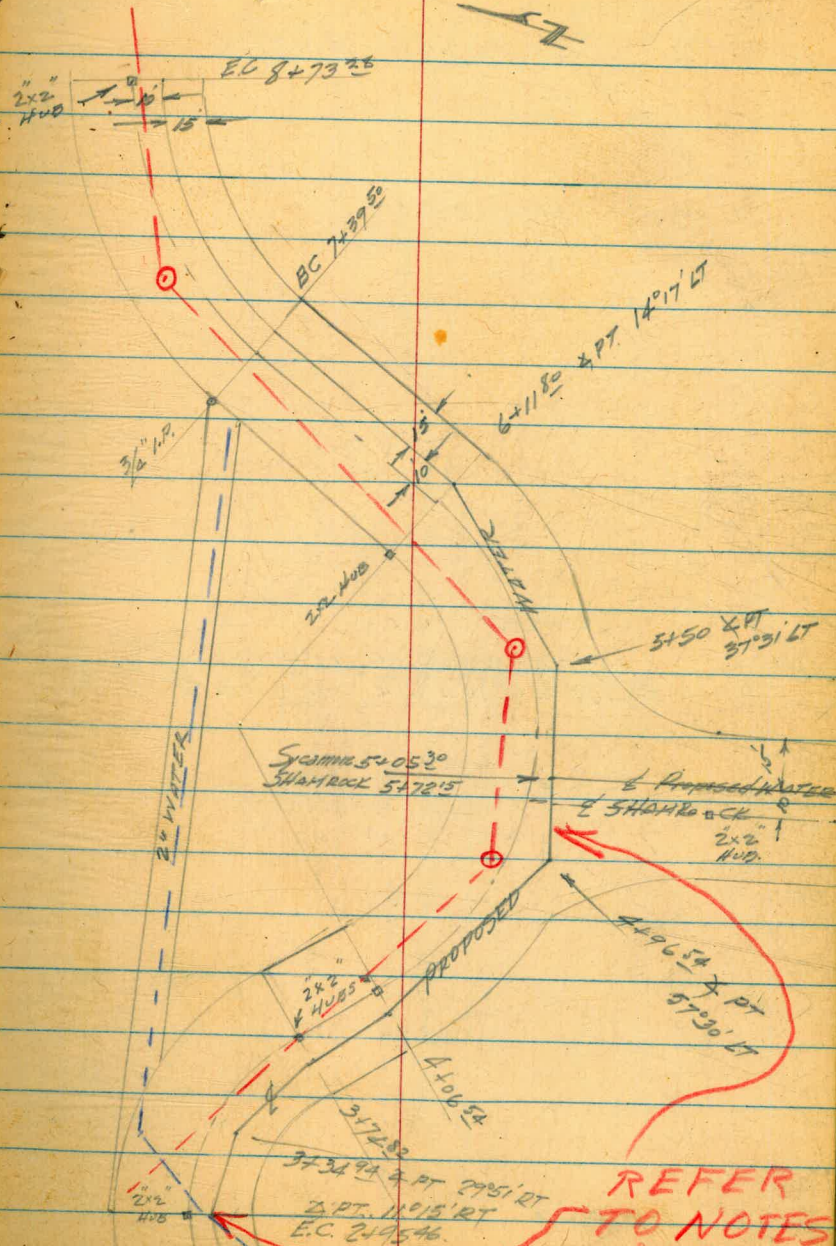 E.C 8+73 26
2"x2"
HUB
10'
15'
BC 7+39 50
6+11 80 ∡ PT. 14°17' LT
3/4" I.P.
15'
10'
2x2 HUB
WATER
5+50 ∡ PT
37°31' LT
Sycamore 5+05 30
SHAMROCK 5+72 15
₵ Proposed WATER
₵ SHAMROCK
2"x2"
HUB.
2" WATER
PROPOSED
4+96 54 ∡ PT
57°30' LT
2"x2"
HUBS
4+06 54
3+74 82
3+34 94 ∡ PT 29°51' RT
∡ PT. 11°15' RT
E.C. 2+95 46
2"x2"
HUB
REFER
TO NOTES